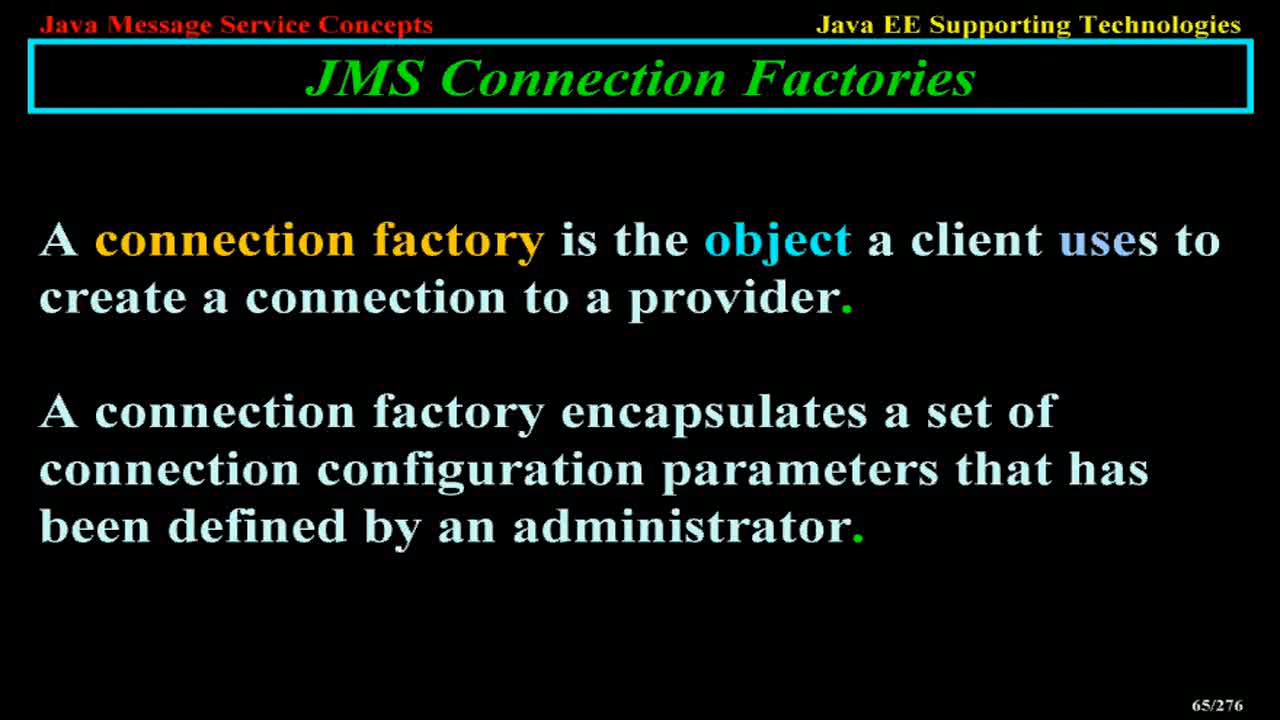 Java Message Service Concepts
Java EE Supporting Technologies
JMS Connection Factories
A connection factory is the object a client uses to
create a connection to a provider.
A connection factory encapsulates a set of
connection configuration parameters that has
been defined by an administrator.
65/276